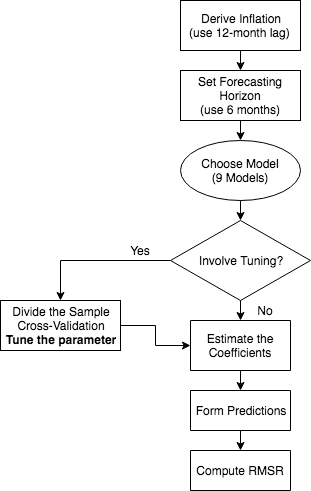 Derive Inflation
(use 12-month lag)
Set Forecasting
Horizon
(use 6 months)
Choose Model
(9 Models)
Involve Tuning?
Yes
No
Divide the Sample
Cross-Validation
Tune the parameter
Estimate the
Coefficients
Form Predictions
Compute RMSR